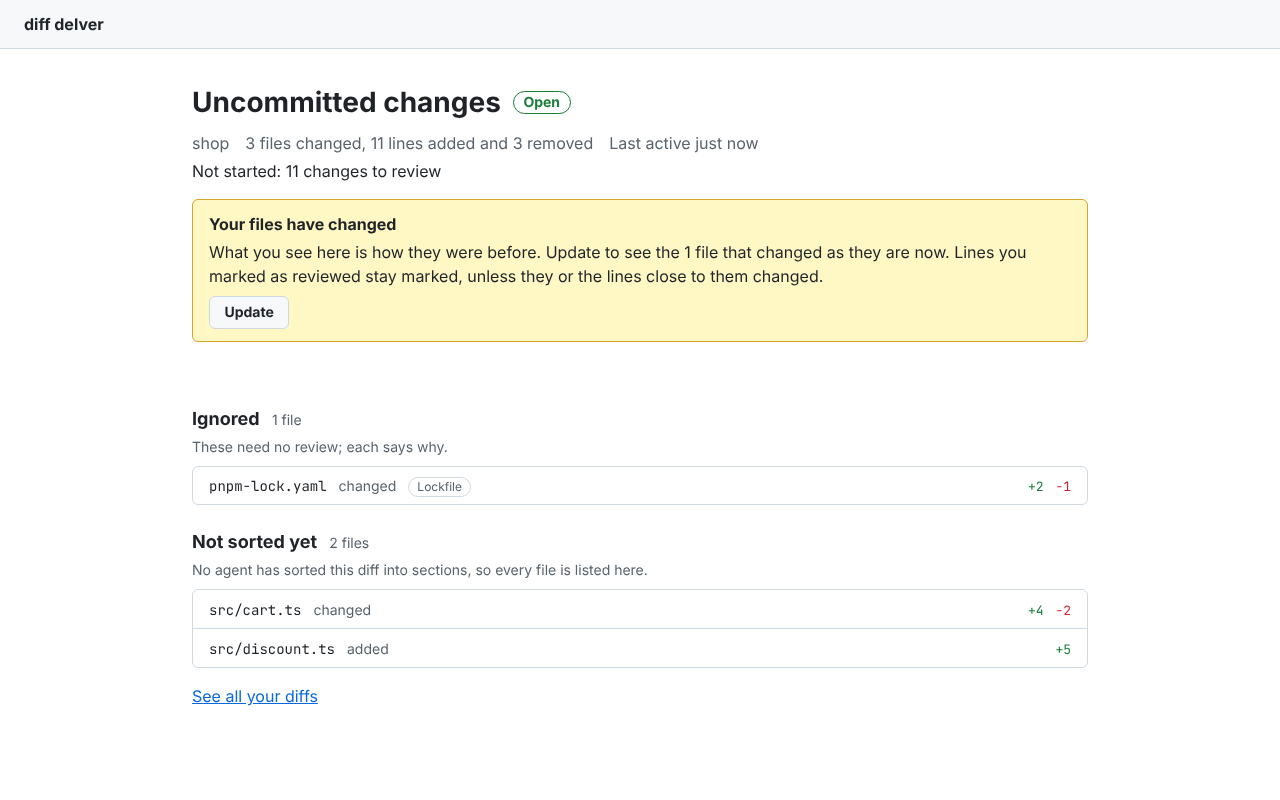 diff delver
Uncommitted changes Open
shop 3 files changed, 11 lines added and 3 removed Last active just now
Not started: 11 changes to review
Your files have changed
What you see here is how they were before. Update to see the 1 file that changed as they are now. Lines you
marked as reviewed stay marked, unless they or the lines close to them changed.
Update
Ignored 1 file
These need no review; each says why.
pnpm-lock.yaml changed Lockfile +2 -1
Not sorted yet 2 files
No agent has sorted this diff into sections, so every file is listed here.
src/cart.ts changed +4 -2
src/discount.ts added +5
See all your diffs